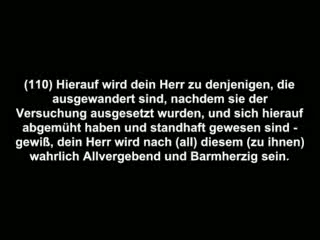 (110) Hierauf wird dein Herr zu denjenigen, die
ausgewandert sind, nachdem sie der
Versuchung ausgesetzt wurden, und sich hierauf
abgemüht haben und standhaft gewesen sind -
gewiß, dein Herr wird nach (all) diesem (zu ihnen)
wahrlich Allvergebend und Barmherzig sein.